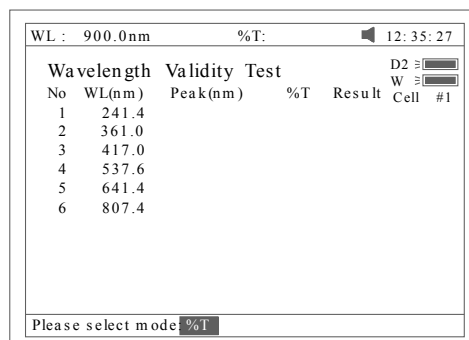 WL : 900.0nm %T: 12:35:27
Wavelength Validity Test D2
W
No WL(nm) Peak(nm) %T Result Cell #1
1 241.4
2 361.0
3 417.0
4 537.6
5 641.4
6 807.4
Please select mode: %T